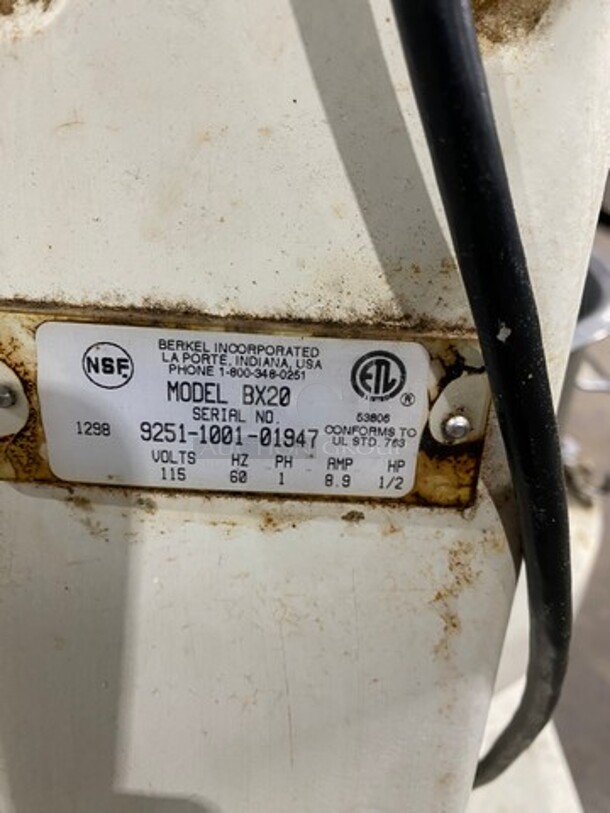 NSF
BERKEL INCORPORATED
LA PORTE, INDIANA, USA
PHONE 1-800-348-0251
MODEL BX20
SERIAL NO.
1298 9251-1001-01947
ETL ®
53806
CONFORMS TO
UL STD. 763
VOLTS HZ PH AMP HP
115 60 1 8.9 1/2